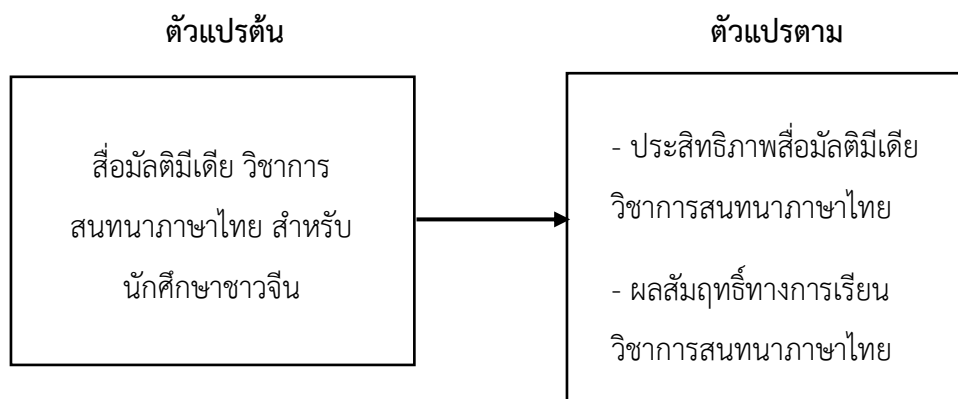 ตัวแปรต้น
ตัวแปรตาม
สื่อมัลติมีเดีย วิชาการ
สนทนาภาษาไทย สำหรับ
นักศึกษาชาวจีน
- ประสิทธิภาพสื่อมัลติมีเดีย
วิชาการสนทนาภาษาไทย
- ผลสัมฤทธิ์ทางการเรียน
วิชาการสนทนาภาษาไทย